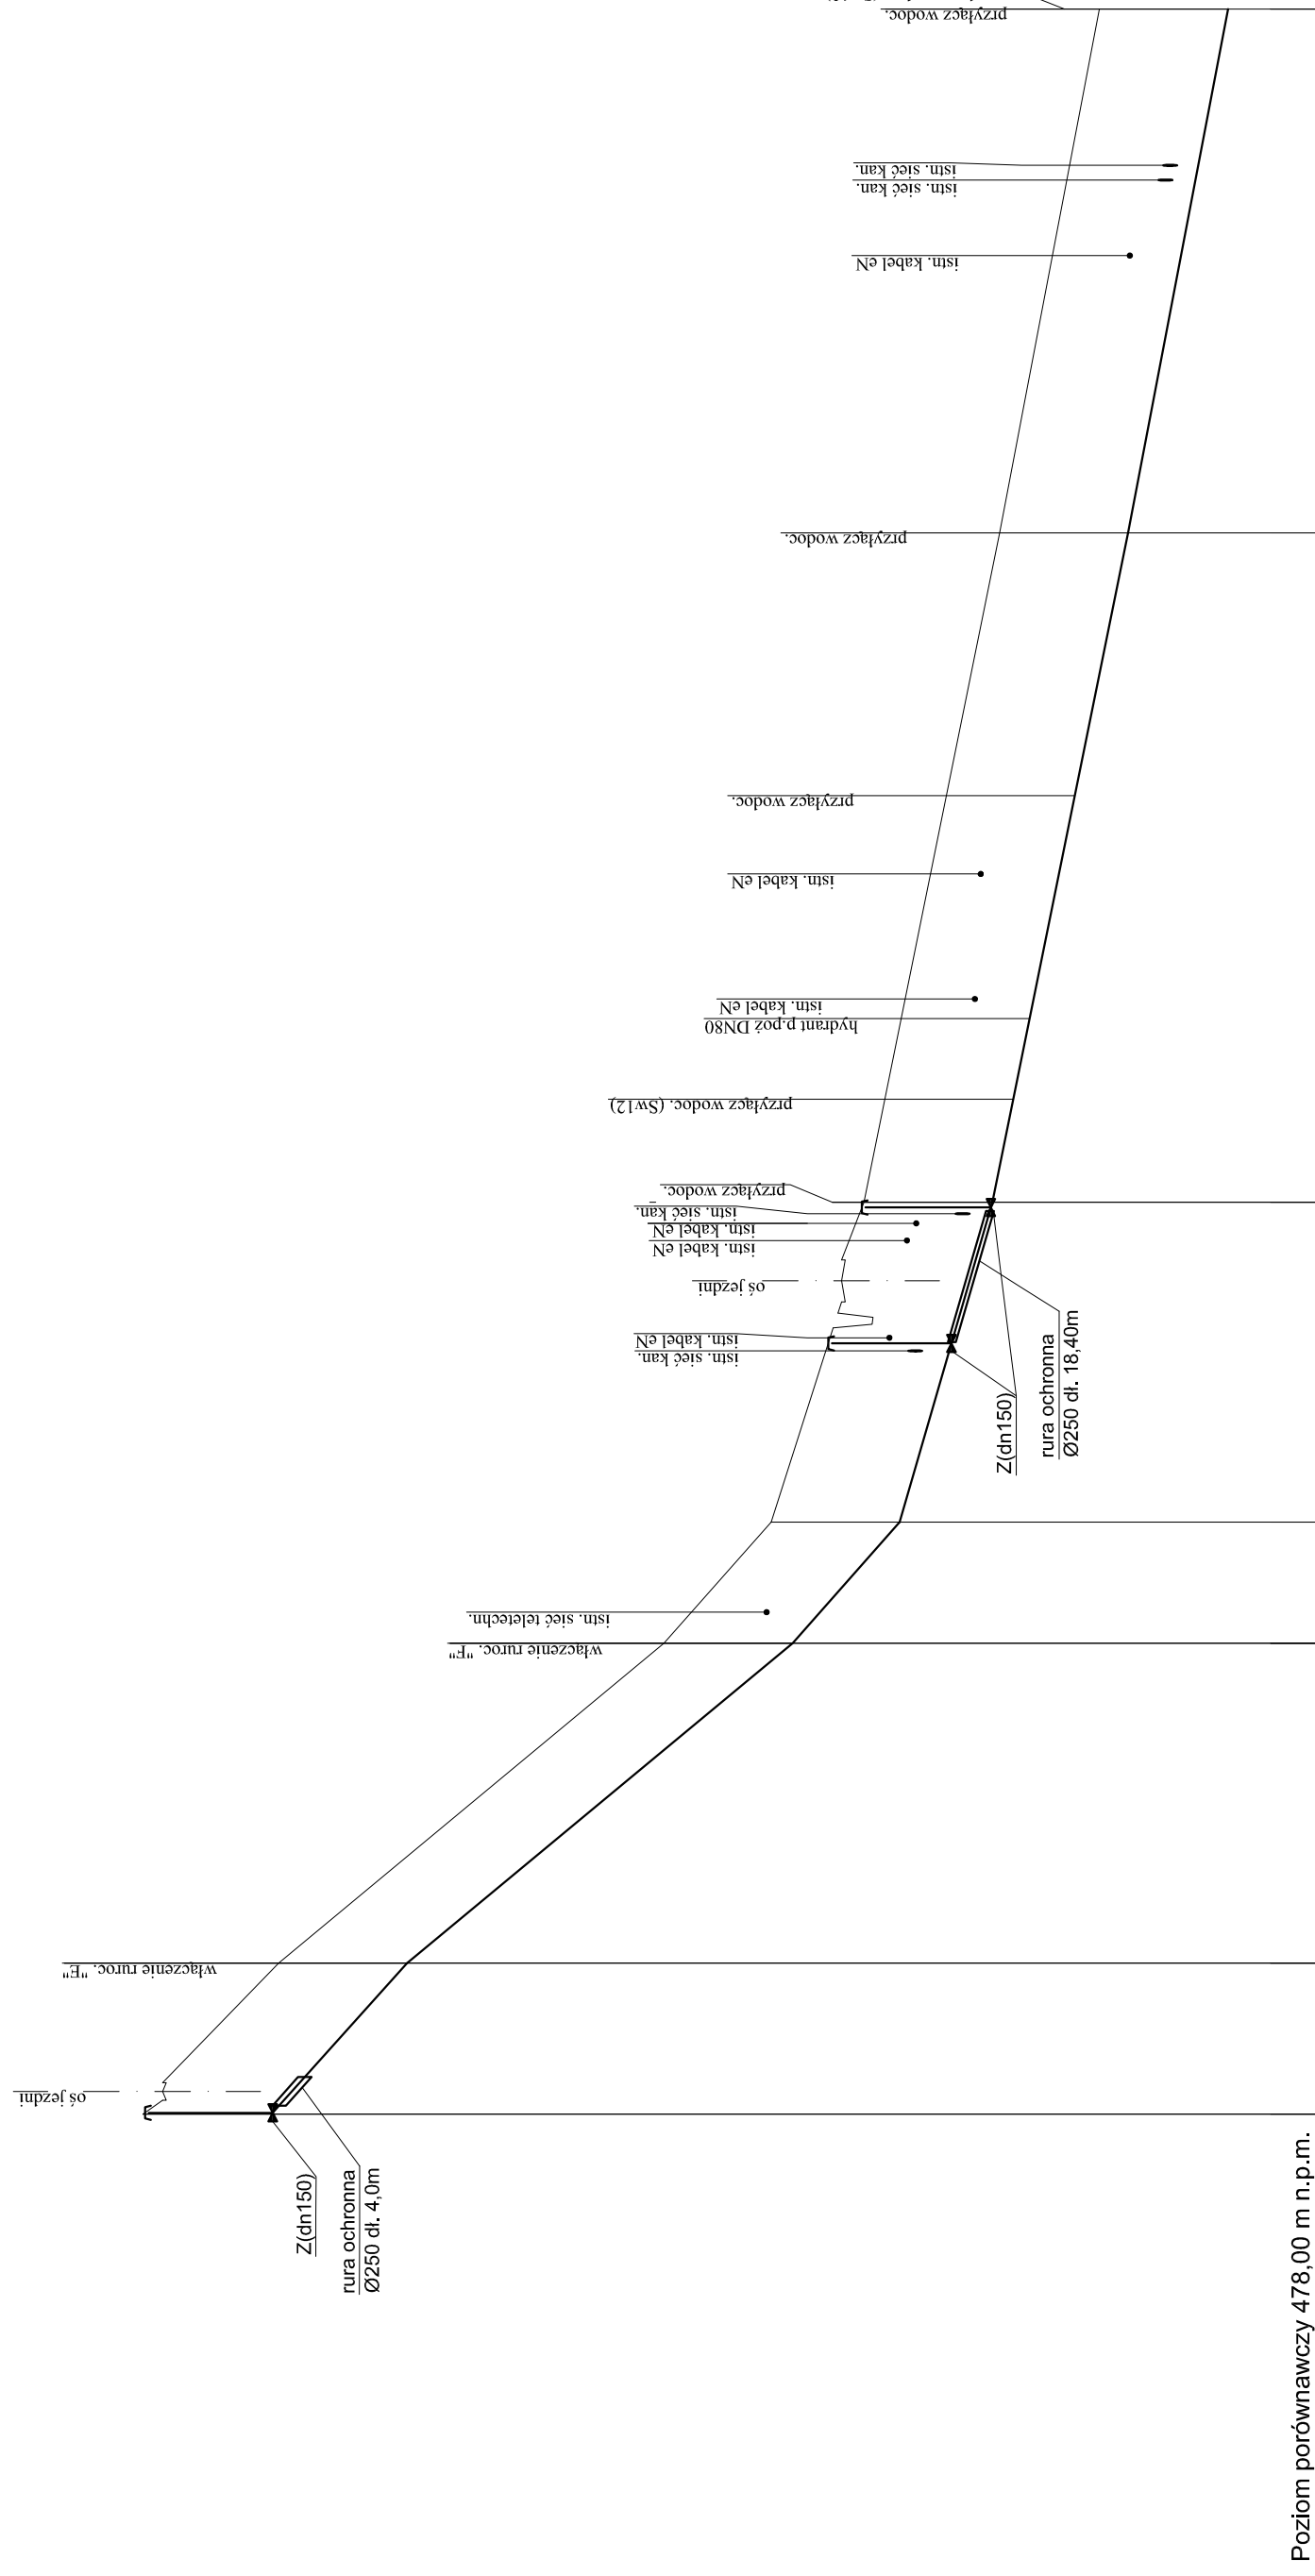 przyłącz wodoc.
istn. sieć kan.
istn. sieć kan.
istn. kabel eN
przyłącz wodoc.
przyłącz wodoc.
istn. kabel eN
istn. kabel eN
hydrant p.poż DN80
przyłącz wodoc. (Sw12)
przyłącz wodoc.
istn. sieć kan.
istn. kabel eN
istn. kabel eN
oś jezdni
istn. kabel eN
istn. sieć kan.
Z(dn150)
rura ochronna
Ø250 dł. 18,40m
istn. sieć teletechn.
włączenie ruroc. "F"
włączenie ruroc. "E"
oś jezdni
Z(dn150)
rura ochronna
Ø250 dł. 4,0m
Poziom porównawczy 478,00 m n.p.m.